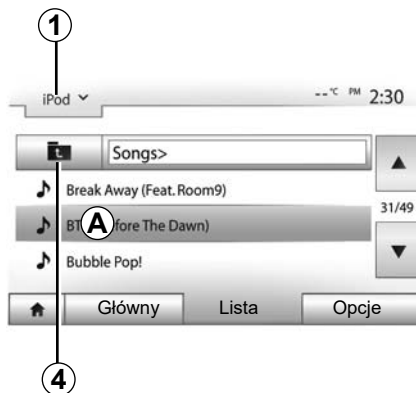 1
iPod --°C PM 2:30
Songs>
Break Away (Feat. Room9)
31/49
A fore The Dawn)
Bubble Pop!
Główny Lista Opcje
4